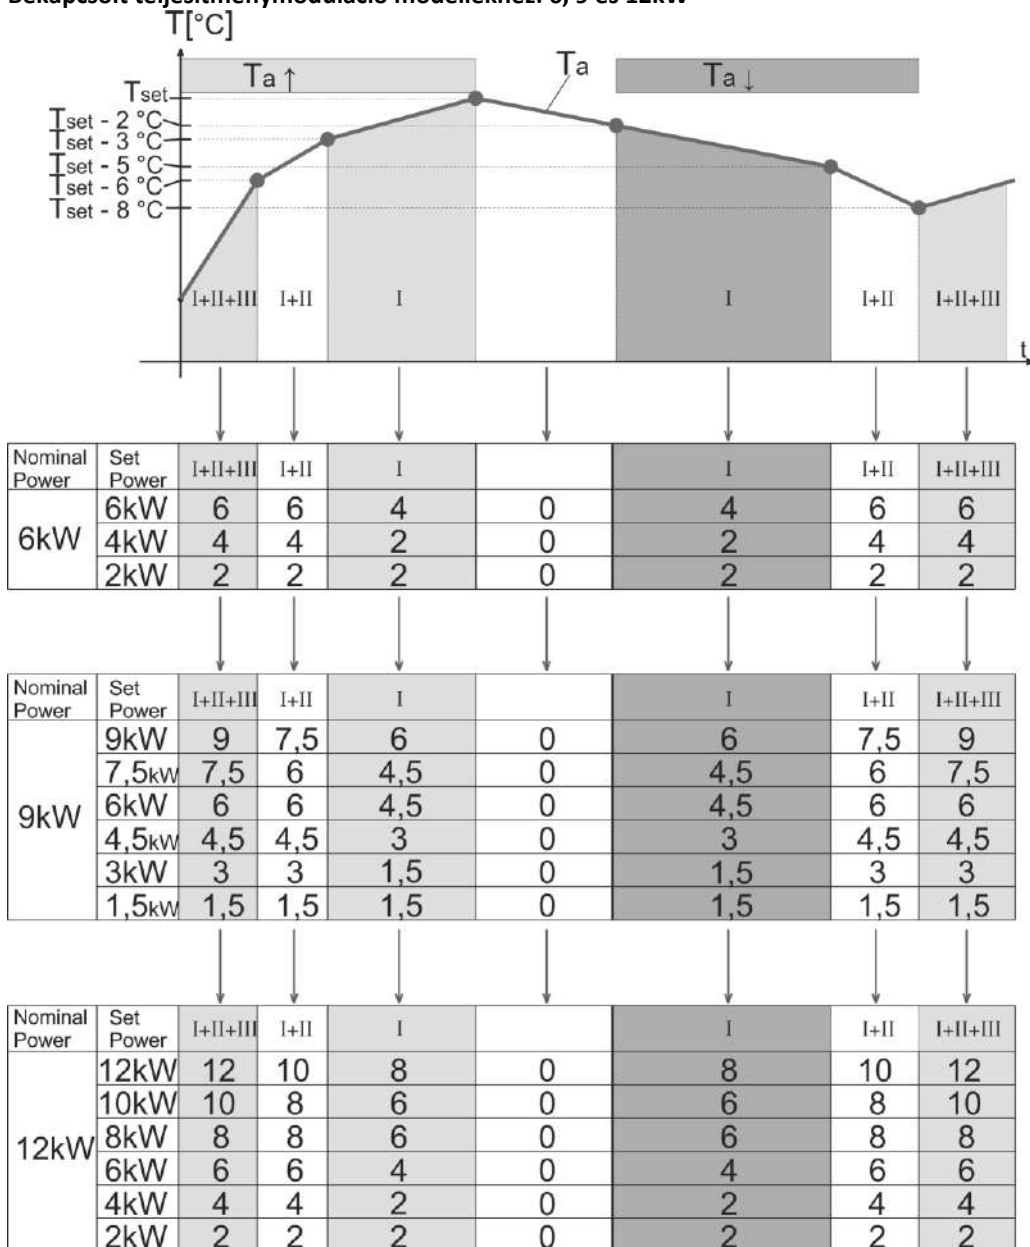 Bekapcsolt teljesítménymoduláció modellekhez: 6, 9 és 12kW
T[°C]
Ta ↑ Ta Ta ↓
Tset
Tset - 2 °C
Tset - 3 °C
Tset - 5 °C
Tset - 6 °C
Tset - 8 °C
I+II+III I+II I I I+II I+II+III
t
Nominal Power Set Power I+II+III I+II I I I+II I+II+III
6kW
6kW 6 6 4 0 4 6 6
4kW 4 4 2 0 2 4 4
2kW 2 2 2 0 2 2 2
Nominal Power Set Power I+II+III I+II I I I+II I+II+III
9kW
9kW 9 7,5 6 0 6 7,5 9
7,5kW 7,5 6 4,5 0 4,5 6 7,5
6kW 6 6 4,5 0 4,5 6 6
4,5kW 4,5 4,5 3 0 3 4,5 4,5
3kW 3 3 1,5 0 1,5 3 3
1,5kW 1,5 1,5 1,5 0 1,5 1,5 1,5
Nominal Power Set Power I+II+III I+II I I I+II I+II+III
12kW
12kW 12 10 8 0 8 10 12
10kW 10 8 6 0 6 8 10
8kW 8 8 6 0 6 8 8
6kW 6 6 4 0 4 6 6
4kW 4 4 2 0 2 4 4
2kW 2 2 2 0 2 2 2